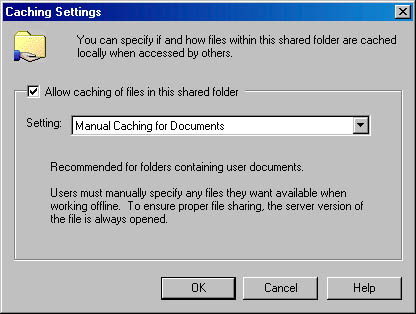 Caching Settings
You can specify if and how files within this shared folder are cached
locally when accessed by others.
Allow caching of files in this shared folder
Setting: Manual Caching for Documents
Recommended for folders containing user documents.
Users must manually specify any files they want available when
working offline. To ensure proper file sharing, the server version of
the file is always opened.
OK Cancel Help